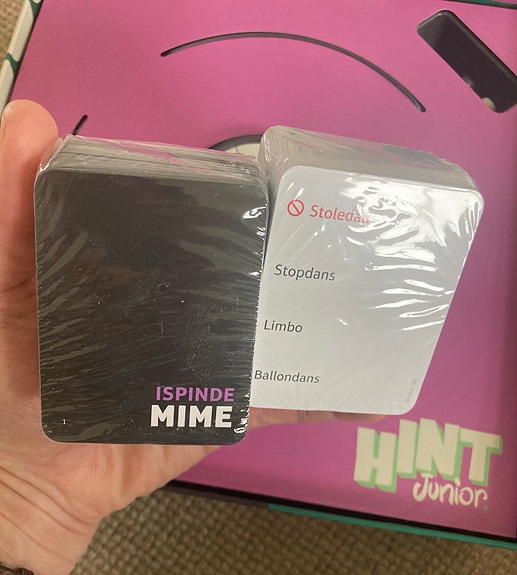 ISPINDE
MIME
Stoledans
Stopdans
Limbo
Ballondans
HINT
Junior